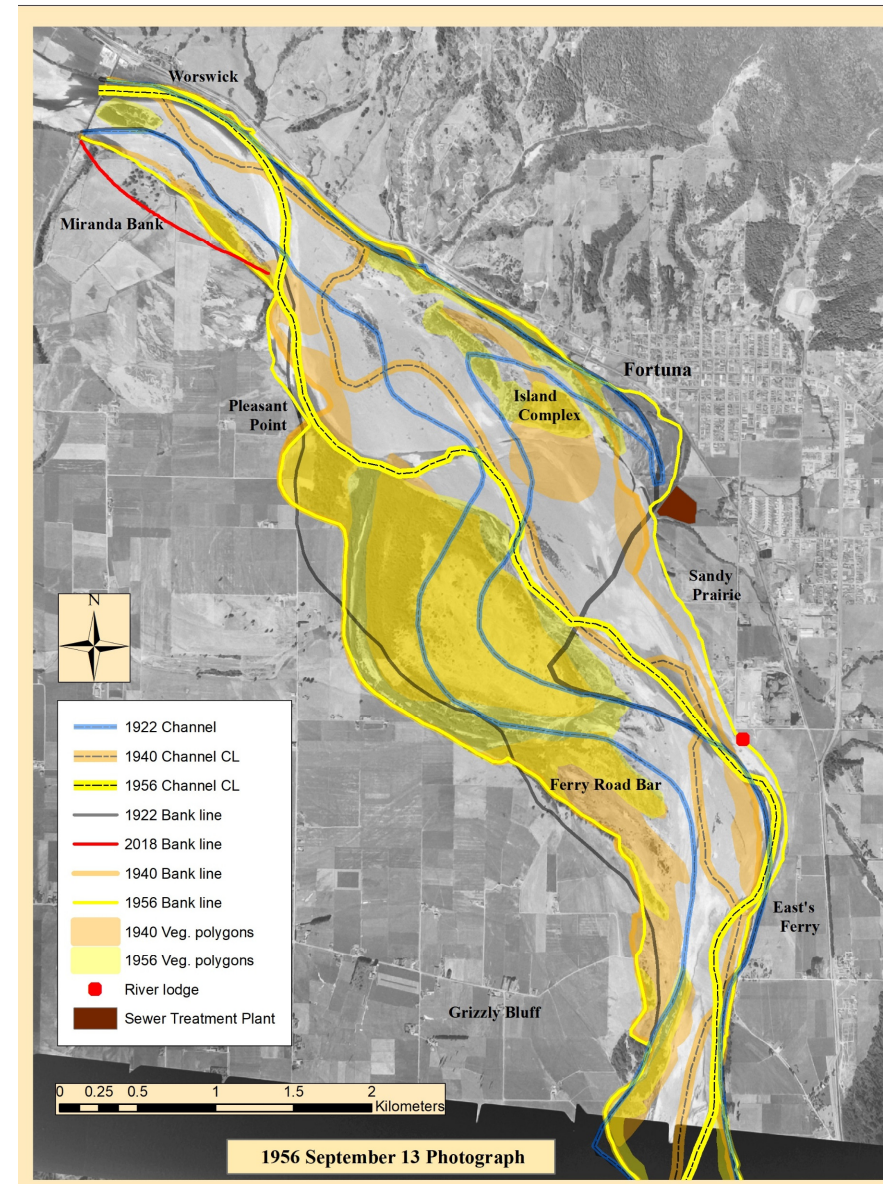 Worswick
Miranda Bank
Fortuna
Island
Complex
Pleasant
Point
Sandy
Prairie
N
1922 Channel
1940 Channel CL
1956 Channel CL
1922 Bank line
2018 Bank line
1940 Bank line
1956 Bank line
1940 Veg. polygons
1956 Veg. polygons
River lodge
Sewer Treatment Plant
Ferry Road Bar
East's
Ferry
Grizzly Bluff
0 0.25 0.5 1 1.5 2
Kilometers
1956 September 13 Photograph